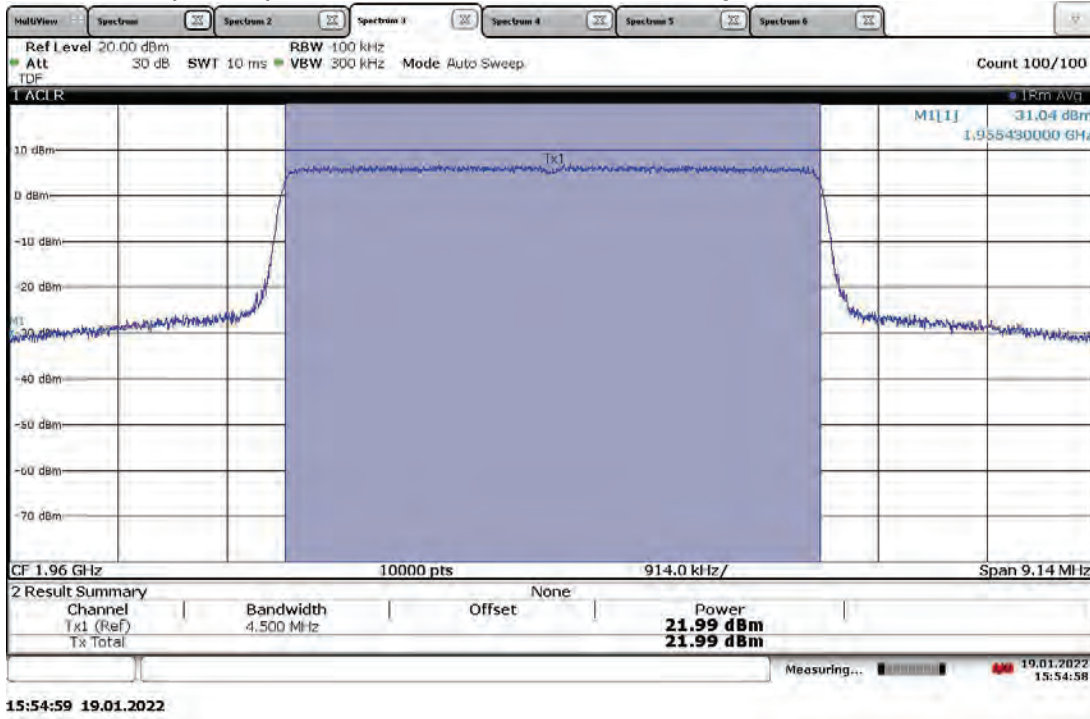 MultiView Spectrum Spectrum 2 Spectrum 3 Spectrum 4 Spectrum 5 Spectrum 6
Ref Level 20.00 dBm RBW 100 kHz
Att 30 dB SWT 10 ms VBW 300 kHz Mode Auto Sweep Count 100/100
TDF
1 ACLR 1Rm Avg
M1[1] 31.04 dBm
1.955430000 GHz
10 dBm
Tx1
0 dBm
-10 dBm
-20 dBm
M1
-30 dBm
-40 dBm
-50 dBm
-60 dBm
-70 dBm
CF 1.96 GHz 10000 pts 914.0 kHz/ Span 9.14 MHz
2 Result Summary None
Channel Bandwidth Offset Power
Tx1 (Ref) 4.500 MHz 21.99 dBm
Tx Total 21.99 dBm
Measuring... 19.01.2022
15:54:58
15:54:59 19.01.2022